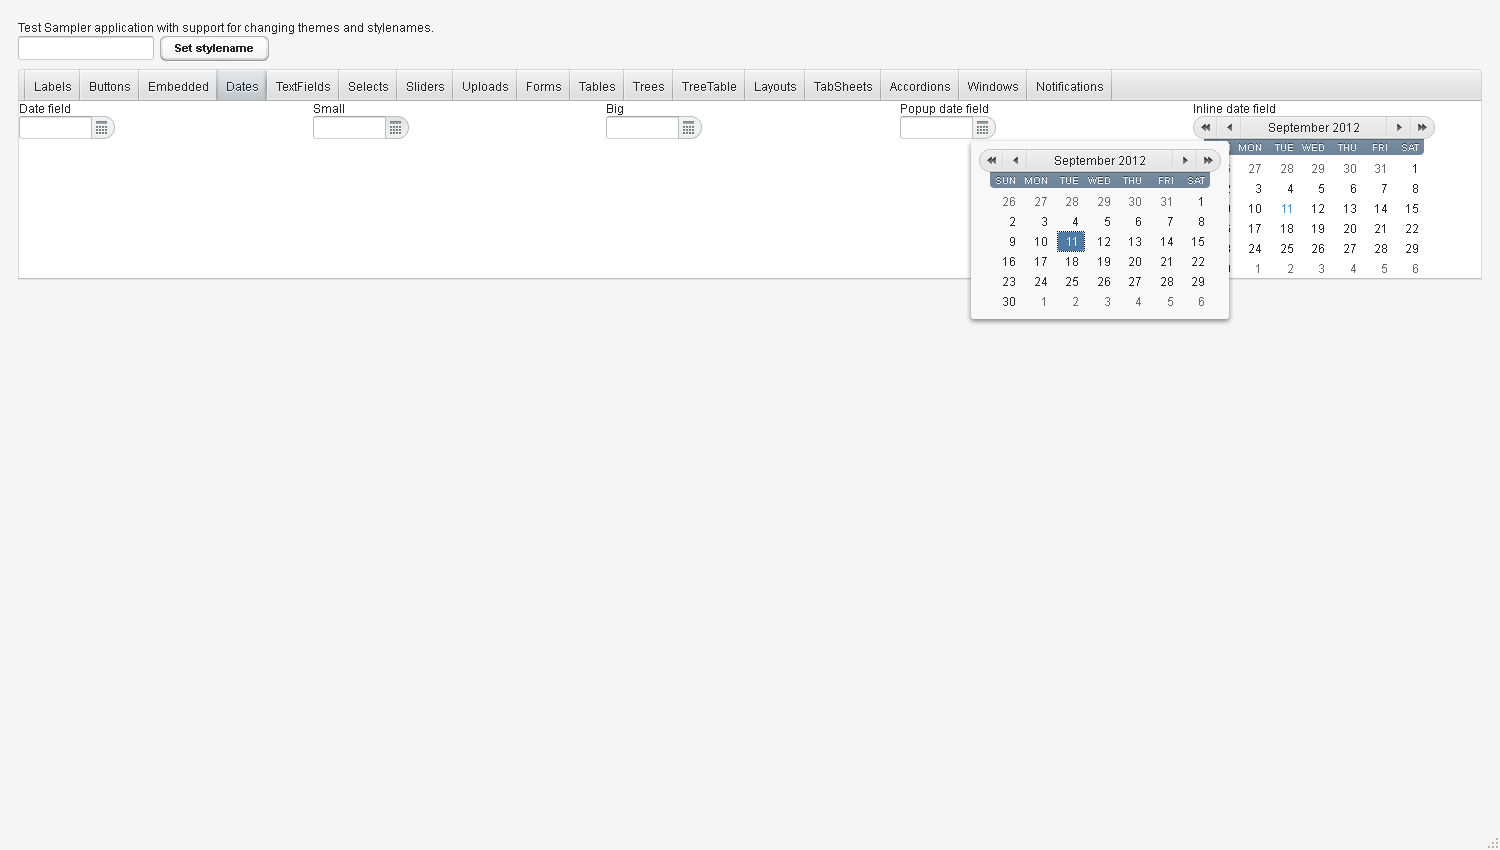 Test Sampler application with support for changing themes and stylenames.
Set stylename
Labels Buttons Embedded Dates TextFields Selects Sliders Uploads Forms Tables Trees TreeTable Layouts TabSheets Accordions Windows Notifications
Date field Small Big Popup date field Inline date field
September 2012
MON TUE WED THU FRI SAT
27 28 29 30 31 1
3 4 5 6 7 8
10 11 12 13 14 15
17 18 19 20 21 22
24 25 26 27 28 29
1 2 3 4 5 6
September 2012
SUN MON TUE WED THU FRI SAT
26 27 28 29 30 31 1
2 3 4 5 6 7 8
9 10 11 12 13 14 15
16 17 18 19 20 21 22
23 24 25 26 27 28 29
30 1 2 3 4 5 6